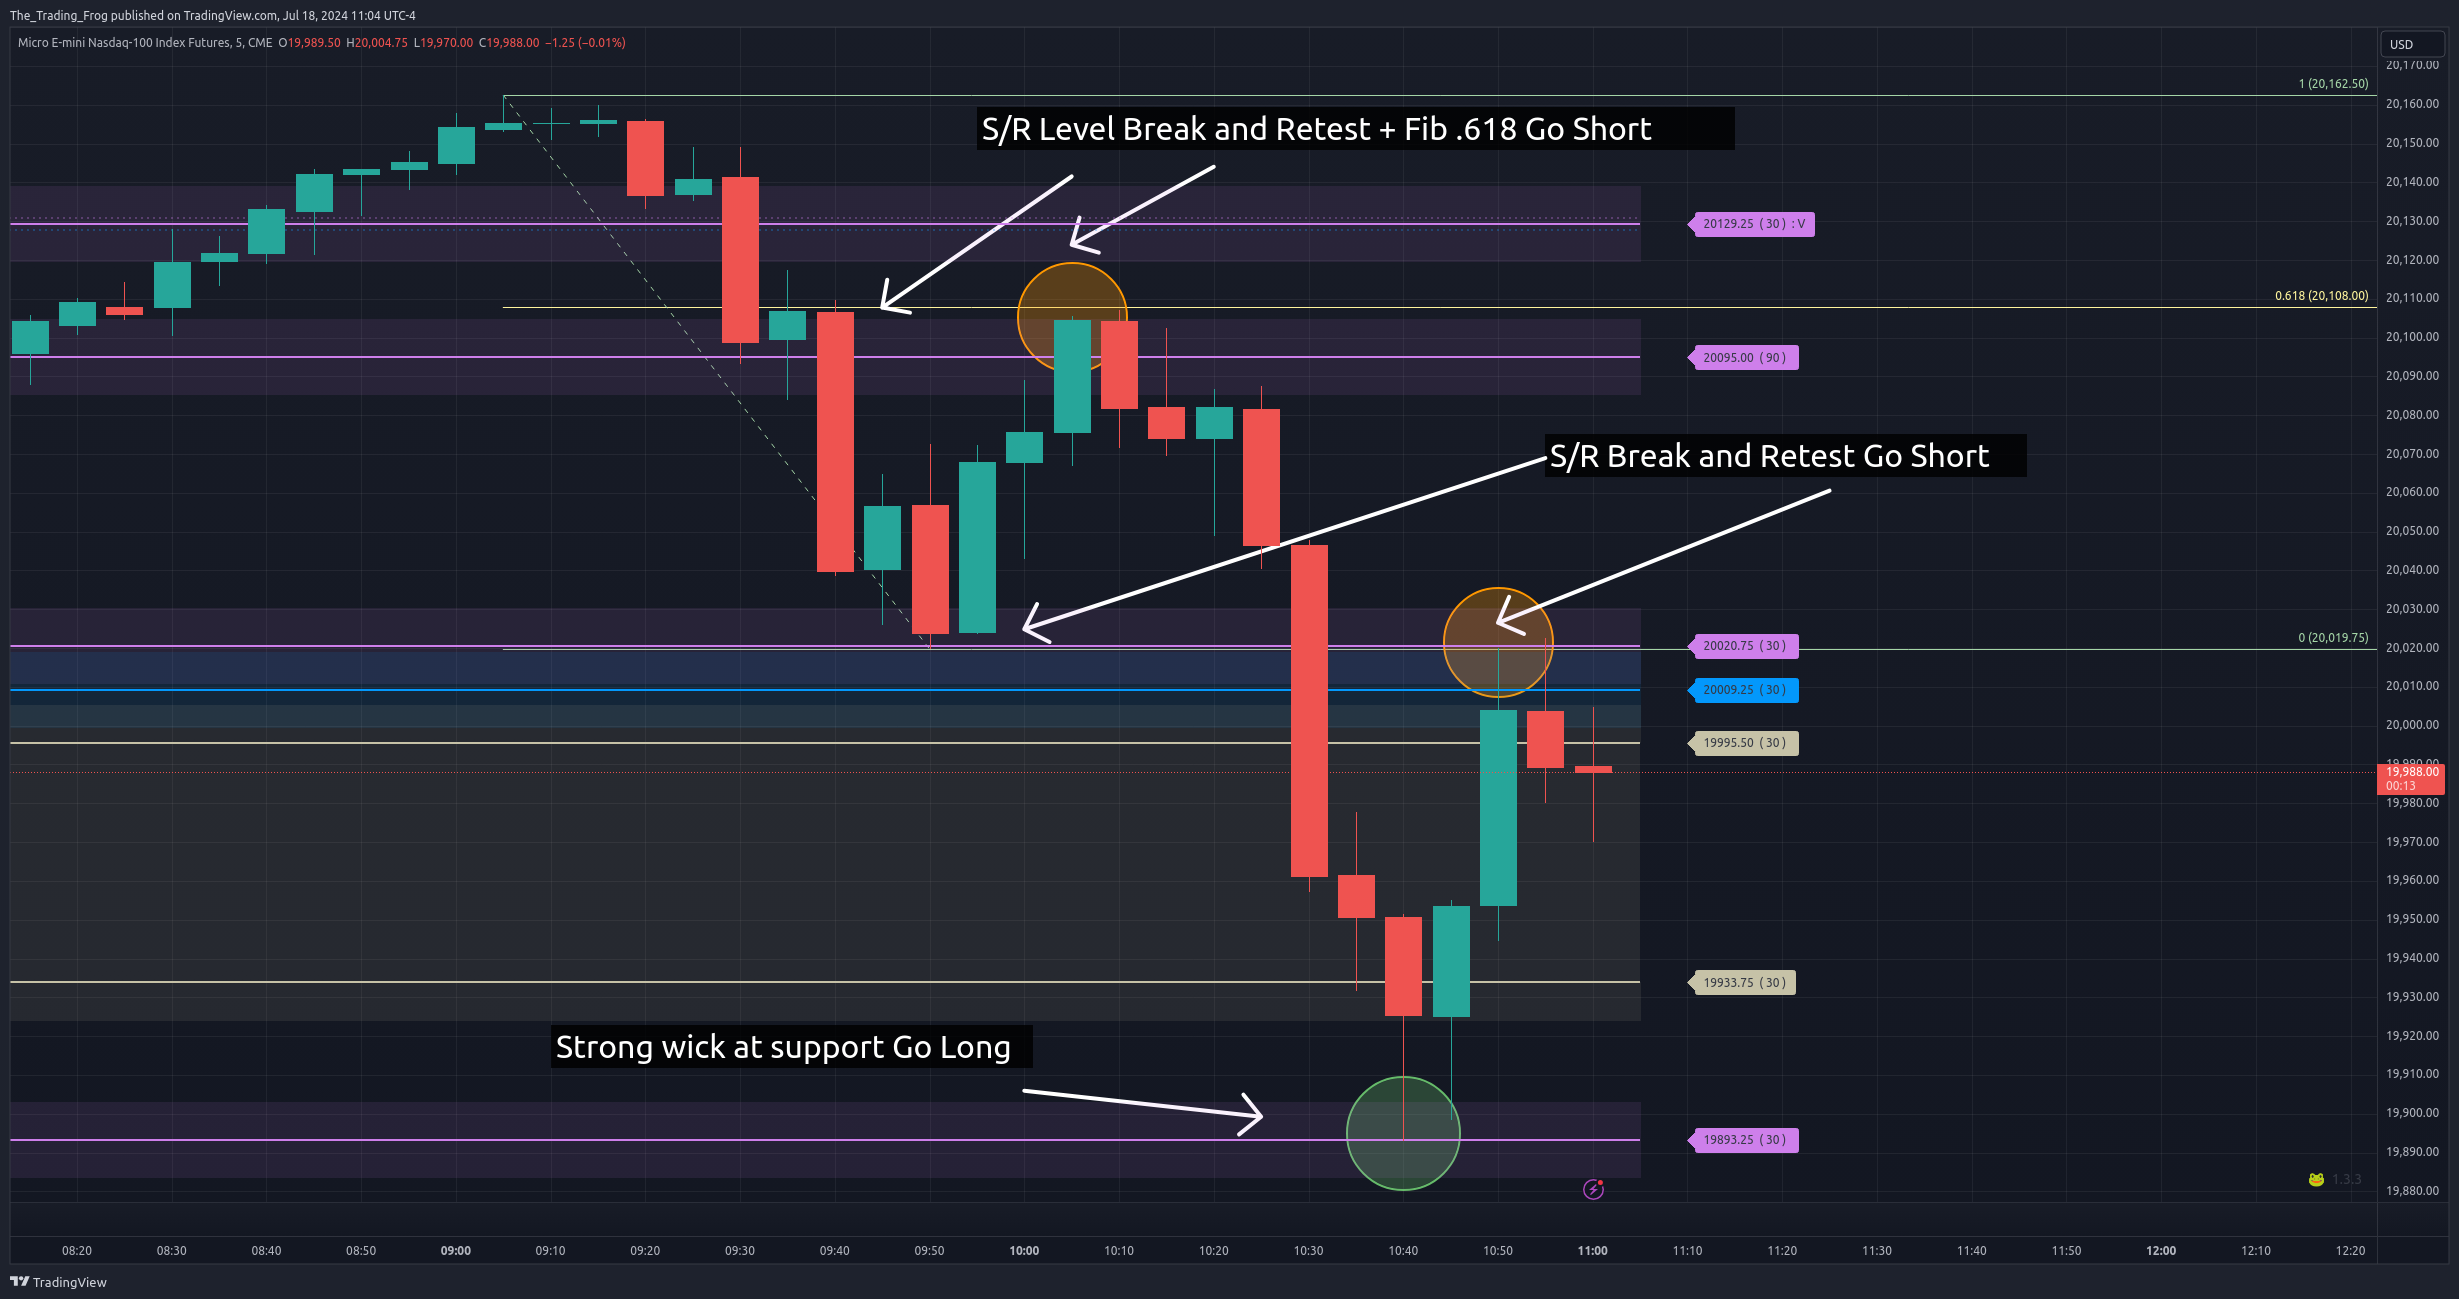 The_Trading_Frog published on TradingView.com, Jul 18, 2024 11:04 UTC-4
Micro E-mini Nasdaq-100 Index Futures, 5, CME O19,989.50 H20,004.75 L19,970.00 C19,988.00 −1.25 (−0.01%)
USD
20,170.00
1 (20,162.50)
20,160.00
S/R Level Break and Retest + Fib .618 Go Short
20,150.00
20,140.00
20129.25 ( 30 ) : V
20,130.00
20,120.00
0.618 (20,108.00)
20,110.00
20,100.00
20095.00 ( 90 )
20,090.00
20,080.00
S/R Break and Retest Go Short
20,070.00
20,060.00
20,050.00
20,040.00
20,030.00
0 (20,019.75)
20020.75 ( 30 )
20,020.00
20009.25 ( 30 )
20,010.00
20,000.00
19995.50 ( 30 )
19,990.00
19,988.00
00:13
19,980.00
19,970.00
19,960.00
19,950.00
19,940.00
19933.75 ( 30 )
19,930.00
19,920.00
Strong wick at support Go Long
19,910.00
19,900.00
19893.25 ( 30 )
19,890.00
1.3.3
19,880.00
08:20 08:30 08:40 08:50 09:00 09:10 09:20 09:30 09:40 09:50 10:00 10:10 10:20 10:30 10:40 10:50 11:00 11:10 11:20 11:30 11:40 11:50 12:00 12:10 12:20
TradingView